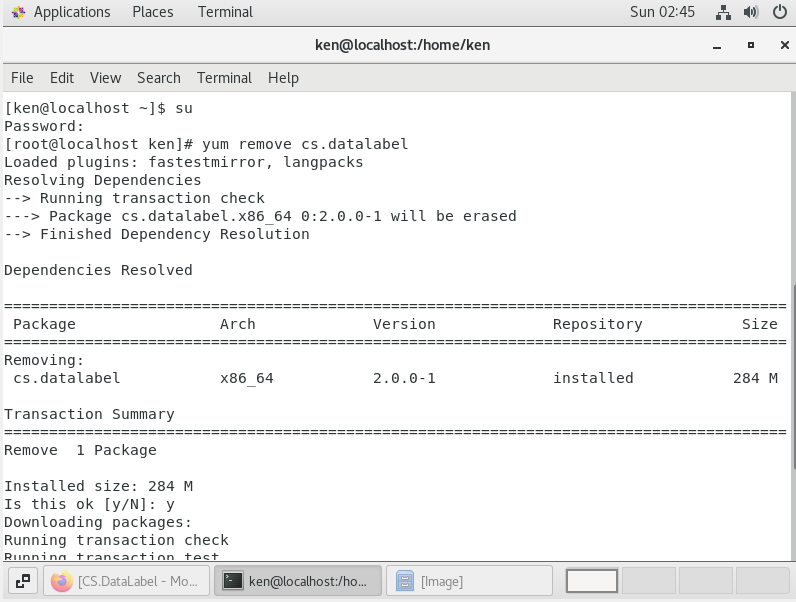 Applications Places Terminal Sun 02:45
ken@localhost:/home/ken
File Edit View Search Terminal Help
[ken@localhost ~]$ su
Password:
[root@localhost ken]# yum remove cs.datalabel
Loaded plugins: fastestmirror, langpacks
Resolving Dependencies
--> Running transaction check
---> Package cs.datalabel.x86_64 0:2.0.0-1 will be erased
--> Finished Dependency Resolution
Dependencies Resolved
================================================================================
Package Arch Version Repository Size
================================================================================
Removing:
cs.datalabel x86_64 2.0.0-1 installed 284 M
Transaction Summary
================================================================================
Remove 1 Package
Installed size: 284 M
Is this ok [y/N]: y
Downloading packages:
Running transaction check
Running transaction test
[CS.DataLabel - Mo... ken@localhost:/ho... [Image]